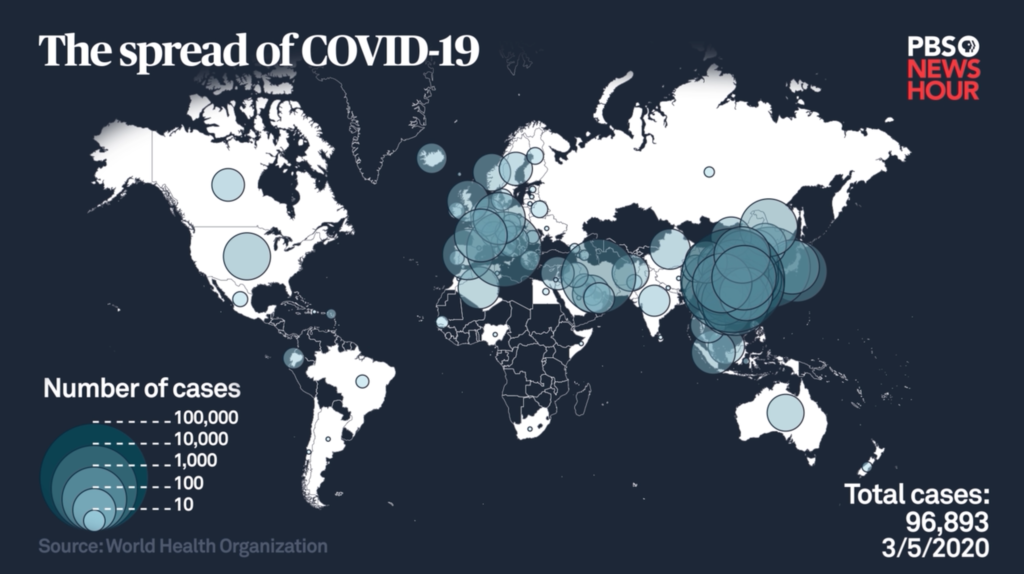 The spread of COVID-19
PBS
NEWS
HOUR
Number of cases
100,000
10,000
1,000
100
10
Source: World Health Organization
Total cases:
96,893
3/5/2020